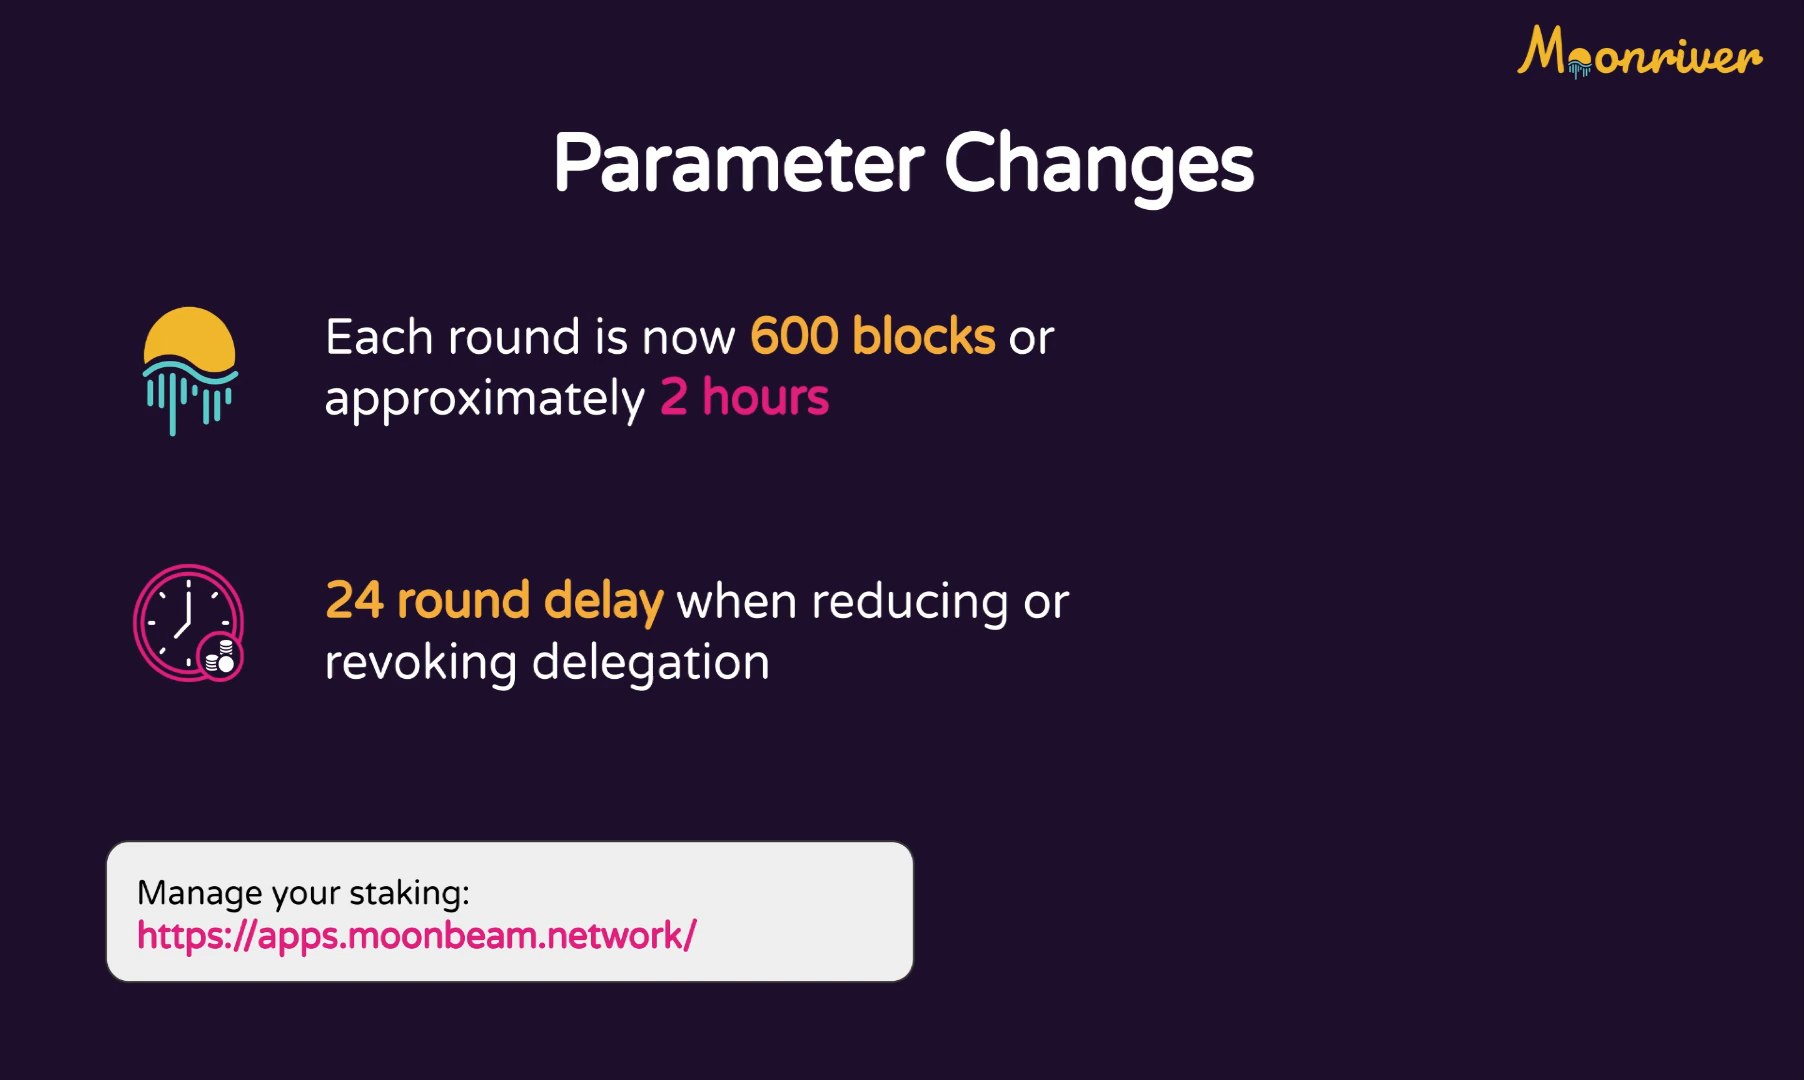 Moonriver
Parameter Changes
Each round is now 600 blocks or
approximately 2 hours
24 round delay when reducing or
revoking delegation
Manage your staking:
https://apps.moonbeam.network/